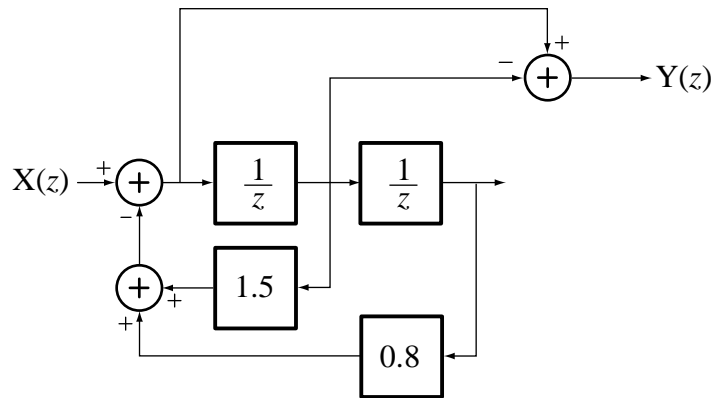 +
− + Y(z)
1/z 1/z
X(z) + +
−
1.5
+ +
+
0.8